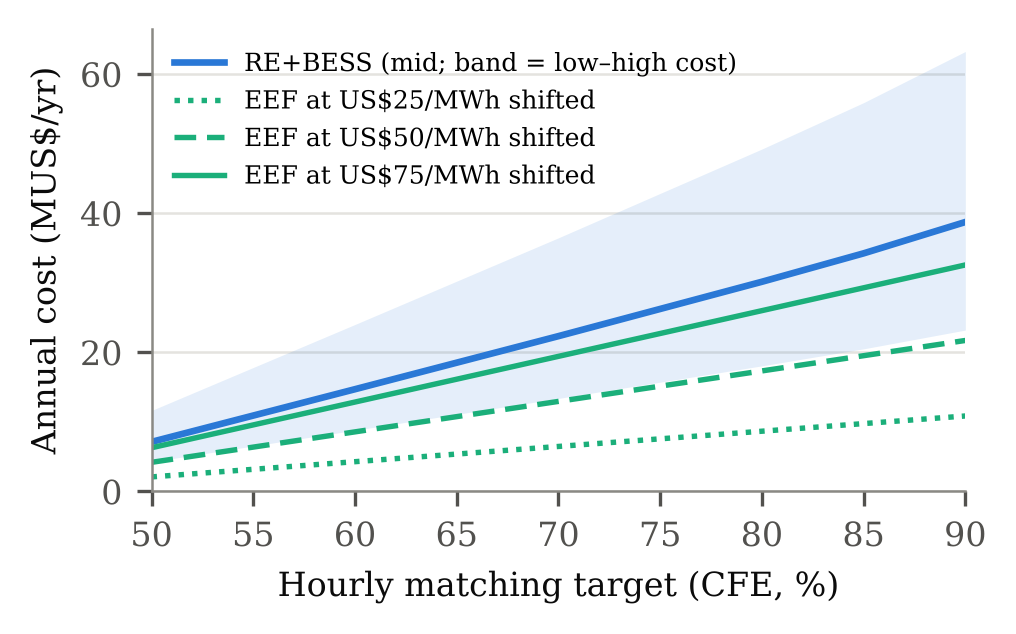 RE+BESS (mid; band = low–high cost)
EEF at US$25/MWh shifted
EEF at US$50/MWh shifted
EEF at US$75/MWh shifted
Annual cost (MUS$/yr)
60
40
20
0
50 55 60 65 70 75 80 85 90
Hourly matching target (CFE, %)